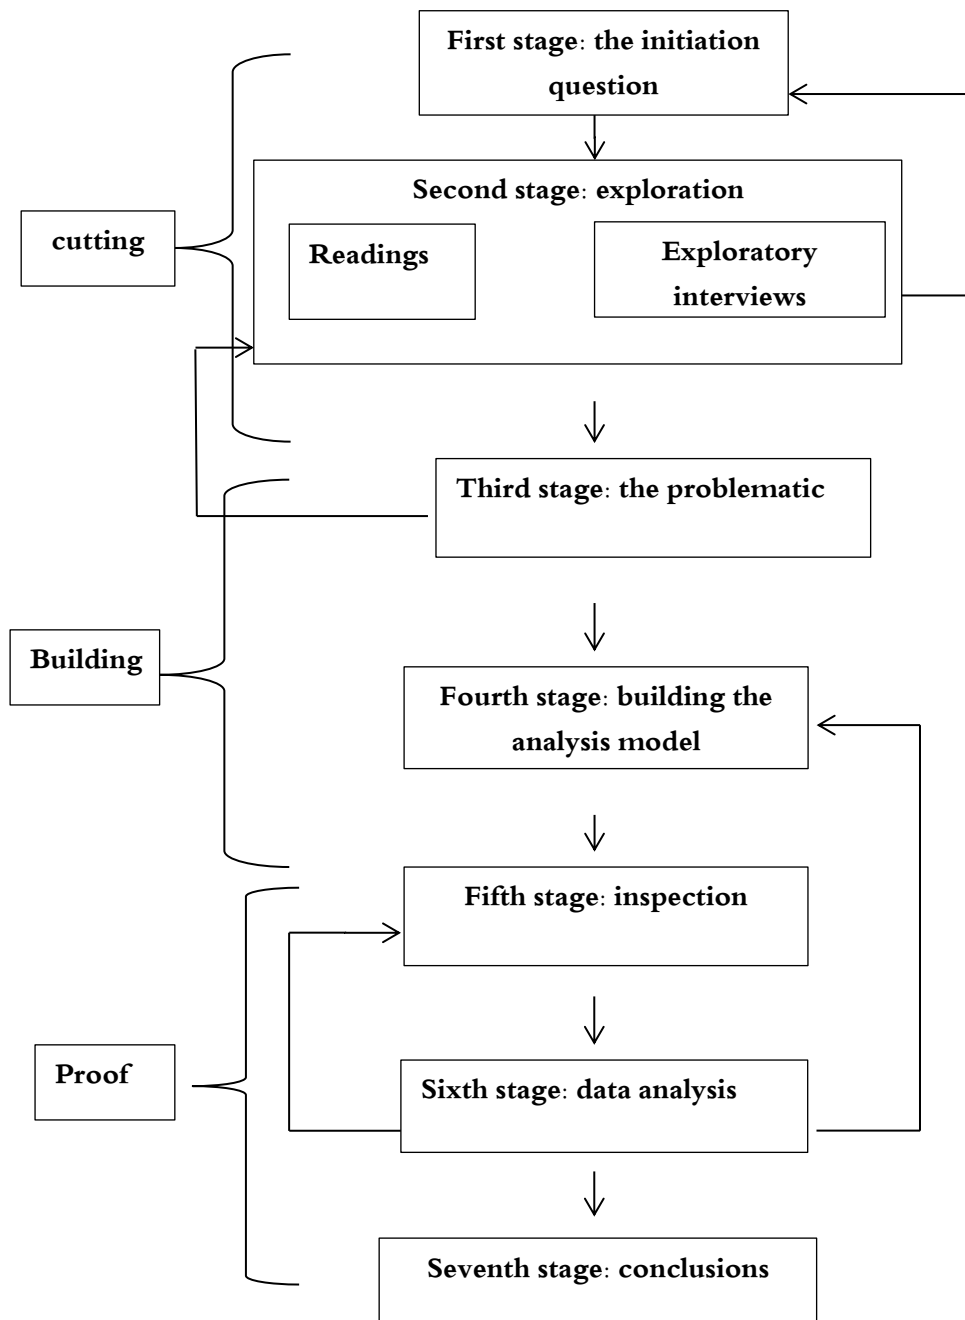 First stage: the initiation
question
Second stage: exploration
cutting
Readings
Exploratory
interviews
Third stage: the problematic
Building
Fourth stage: building the
analysis model
Fifth stage: inspection
Proof
Sixth stage: data analysis
Seventh stage: conclusions